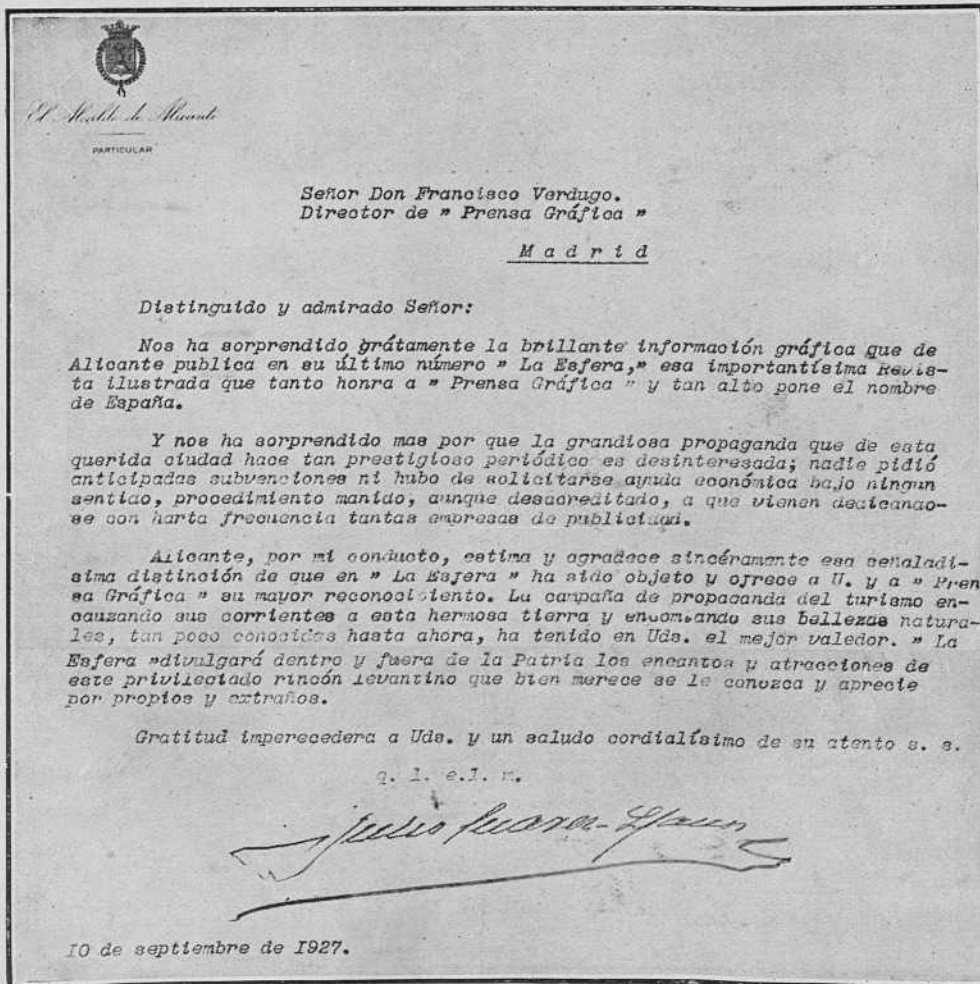 El Alcalde de Alicante
PARTICULAR
Señor Don Francisco Verdugo.
Director de " Prensa Gráfica "
Madrid
Distinguido y admirado Señor:
Nos ha sorprendido grátamente la brillante información gráfica que de
Alicante publica en su último número " La Esfera," esa importantísima Revis-
ta ilustrada que tanto honra a " Prensa Gráfica " y tan alto pone el nombre
de España.
Y nos ha sorprendido mas por que la grandiosa propaganda que de esta
querida ciudad hace tan prestigioso periódico es desinteresada; nadie pidió
anticipadas subvenciones ni hubo de solicitarse ayuda económica bajo ningun
sentido, procedimiento manido, aunque desacreditado, a que vienen dedicando-
se con harta frecuencia tantas empresas de publicidad.
Alicante, por mi conducto, estima y agradece sincéramente esa señaladí-
sima distinción de que en " La Esfera " ha sido objeto y ofrece a U. y a " Pren
sa Gráfica " su mayor reconocisiento. La campaña de propaganda del turismo en-
cauzando sus corrientes a esta hermosa tierra y encomiando sus bellezas natura-
les, tan poco conocidas hasta ahora, ha tenido en Uds. el mejor valedor. " La
Esfera "divulgará dentro y fuera de la Patria los encantos y atracciones de
este privilegiado rincón levantino que bien merece se le conozca y aprecie
por propios y extraños.
Gratitud imperecedera a Uds. y un saludo cordialísimo de su atento s. s.
q. l. e.l. m.
Julio Suarez-Llanos
10 de septiembre de 1927.